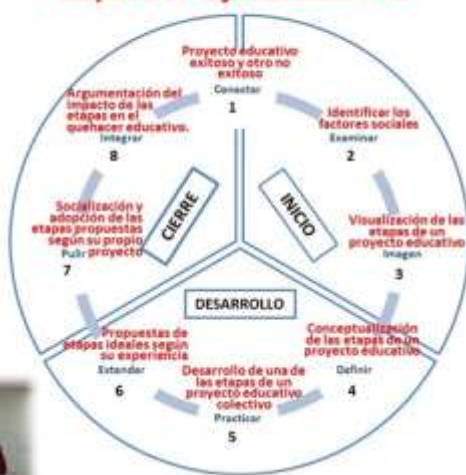 Proyecto educativo
exitoso y otro no
exitoso
Conectar
1
Identificar los
factores sociales
Examinar
2
Visualización de las
etapas de un
proyecto educativo
Imagen
3
Conceptualización
de las etapas de un
proyecto educativo
Definir
4
Desarrollo de una de
las etapas de un
proyecto educativo
colectivo
Practicar
5
Propuestas de
etapas ideales según
su experiencia
Extender
6
Socialización y
adopción de las
etapas propuestas
según su propio
proyecto
Pulir
7
Argumentación del
impacto de las
etapas en el
quehacer educativo.
Integrar
8
CIERRE
INICIO
DESARROLLO